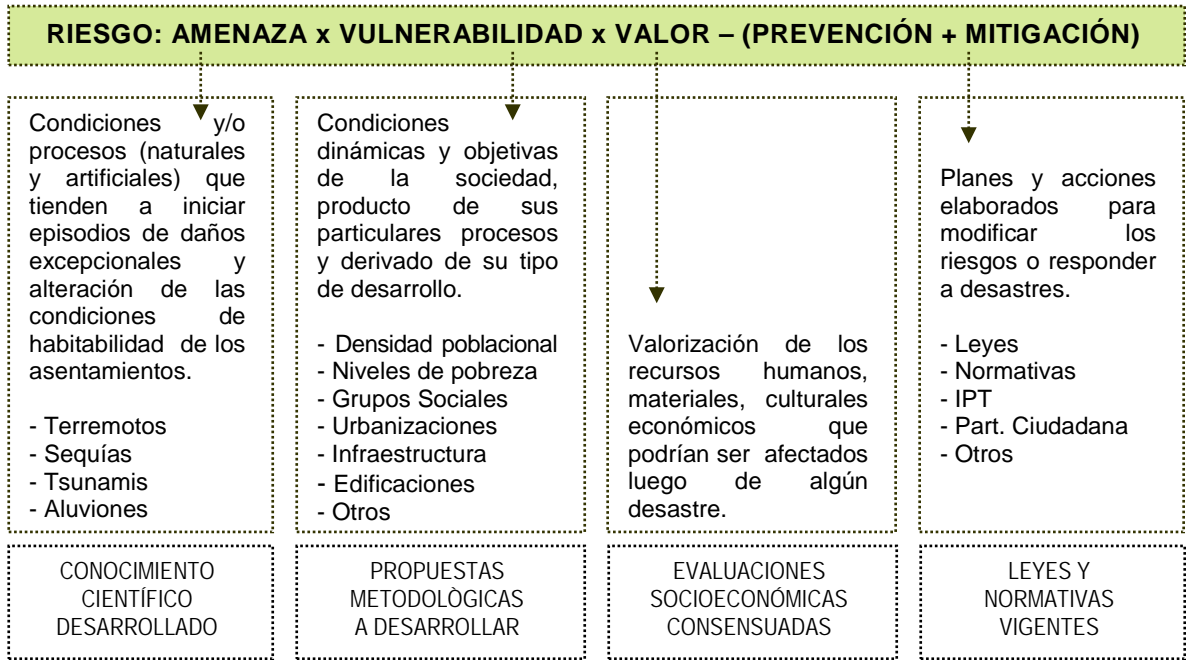 RIESGO: AMENAZA x VULNERABILIDAD x VALOR – (PREVENCIÓN + MITIGACIÓN)
Condiciones y/o
procesos (naturales
y artificiales) que
tienden a iniciar
episodios de daños
excepcionales y
alteración de las
condiciones de
habitabilidad de los
asentamientos.
- Terremotos
- Sequías
- Tsunamis
- Aluviones
Condiciones
dinámicas y objetivas
de la sociedad,
producto de sus
particulares procesos
y derivado de su tipo
de desarrollo.
- Densidad poblacional
- Niveles de pobreza
- Grupos Sociales
- Urbanizaciones
- Infraestructura
- Edificaciones
- Otros
Valorización de los
recursos humanos,
materiales, culturales
económicos que
podrían ser afectados
luego de algún
desastre.
Planes y acciones
elaborados para
modificar los
riesgos o responder
a desastres.
- Leyes
- Normativas
- IPT
- Part. Ciudadana
- Otros
CONOCIMIENTO
CIENTÍFICO
DESARROLLADO
PROPUESTAS
METODOLÒGICAS
A DESARROLLAR
EVALUACIONES
SOCIOECONÓMICAS
CONSENSUADAS
LEYES Y
NORMATIVAS
VIGENTES